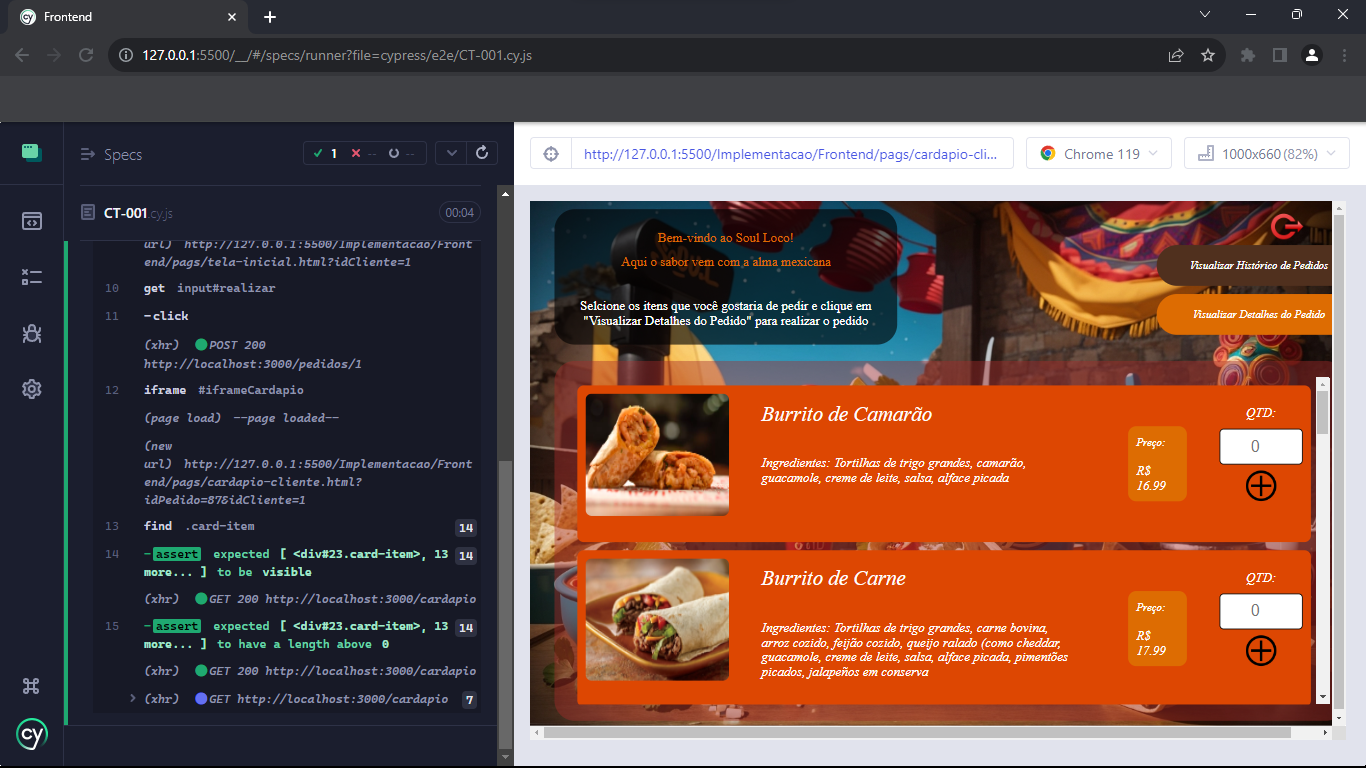 Frontend
127.0.0.1:5500/__/#/specs/runner?file=cypress/e2e/CT-001.cy.js
Specs
1
--
--
CT-001.cy.js
00:04
url) http://127.0.0.1:5500/Implementacao/Front
end/pags/tela-inicial.html?idCliente=1
10 get input#realizar
11 -click
(xhr) POST 200
http://localhost:3000/pedidos/1
12 iframe #iframeCardapio
(page load) --page loaded--
(new
url) http://127.0.0.1:5500/Implementacao/Front
end/pags/cardapio-cliente.html?
idPedido=87&idCliente=1
13 find .card-item 14
14 -assert expected [ <div#23.card-item>, 13 14
more... ] to be visible
(xhr) GET 200 http://localhost:3000/cardapio
15 -assert expected [ <div#23.card-item>, 13 14
more... ] to have a length above 0
(xhr) GET 200 http://localhost:3000/cardapio
(xhr) GET http://localhost:3000/cardapio 7
cy
http://127.0.0.1:5500/Implementacao/Frontend/pags/cardapio-cli...
Chrome 119
1000x660 (82%)
Bem-vindo ao Soul Loco!
Aqui o sabor vem com a alma mexicana
Selcione os itens que você gostaria de pedir e clique em
"Visualizar Detalhes do Pedido" para realizar o pedido
Visualizar Histórico de Pedidos
Visualizar Detalhes do Pedido
Burrito de Camarão
Ingredientes: Tortilhas de trigo grandes, camarão,
guacamole, creme de leite, salsa, alface picada
Preço:
R$
16.99
QTD:
0
Burrito de Carne
Ingredientes: Tortilhas de trigo grandes, carne bovina,
arroz cozido, feijão cozido, queijo ralado (como cheddar,
guacamole, creme de leite, salsa, alface picada, pimentões
picados, jalapeños em conserva
Preço:
R$
17.99
QTD:
0